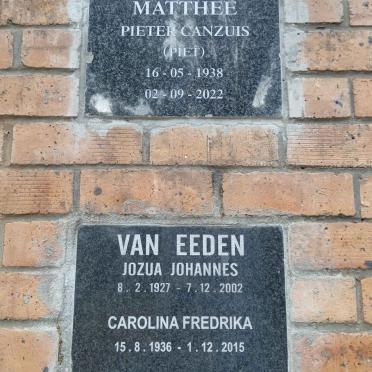 MATTHEE
PIETER CANZUIS
(PIET)
16-05-1938
02-09-2022
VAN EEDEN
JOZUA JOHANNES
8.2.1927 - 7.12.2002
CAROLINA FREDRIKA
15.8.1936 - 1.12.2015